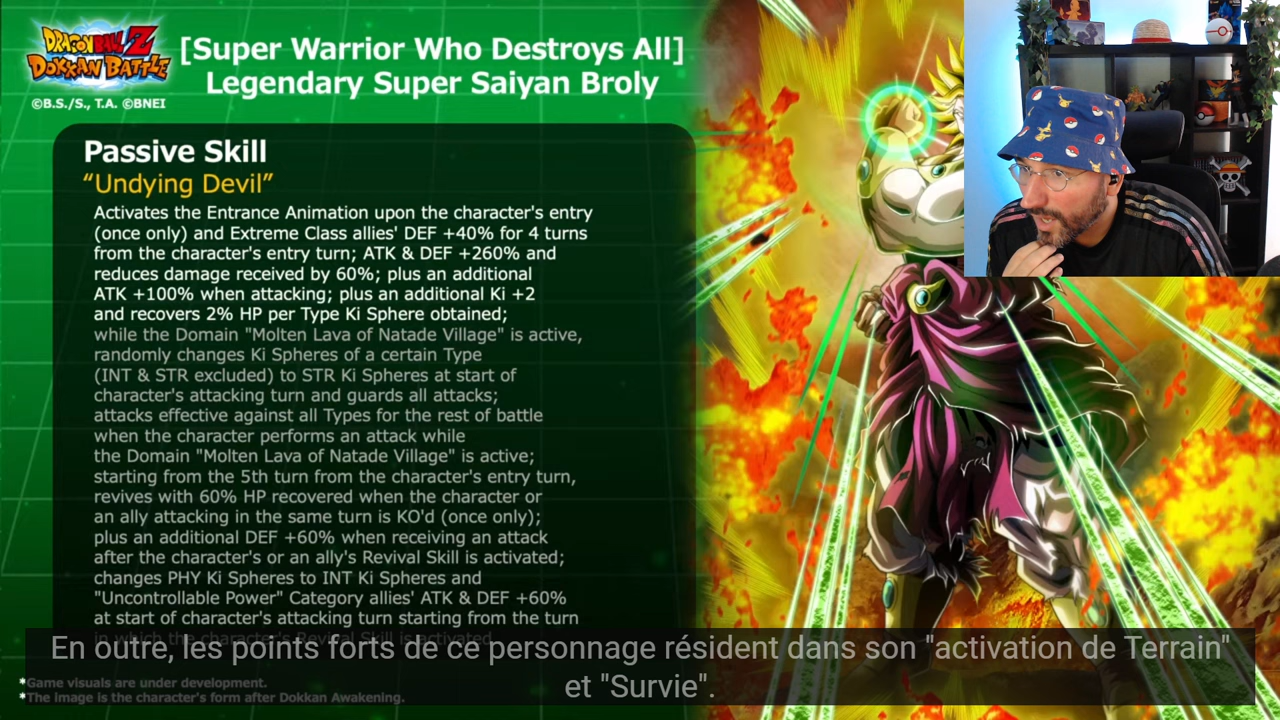 DRAGON BALL Z
DOKKAN BATTLE
©B.S./S., T.A. ©BNEI
[Super Warrior Who Destroys All]
Legendary Super Saiyan Broly
Passive Skill
“Undying Devil”
Activates the Entrance Animation upon the character's entry
(once only) and Extreme Class allies' DEF +40% for 4 turns
from the character's entry turn; ATK & DEF +260% and
reduces damage received by 60%; plus an additional
ATK +100% when attacking; plus an additional Ki +2
and recovers 2% HP per Type Ki Sphere obtained;
while the Domain "Molten Lava of Natade Village" is active,
randomly changes Ki Spheres of a certain Type
(INT & STR excluded) to STR Ki Spheres at start of
character's attacking turn and guards all attacks;
attacks effective against all Types for the rest of battle
when the character performs an attack while
the Domain "Molten Lava of Natade Village" is active;
starting from the 5th turn from the character's entry turn,
revives with 60% HP recovered when the character or
an ally attacking in the same turn is KO'd (once only);
plus an additional DEF +60% when receiving an attack
after the character's or an ally's Revival Skill is activated;
changes PHY Ki Spheres to INT Ki Spheres and
"Uncontrollable Power" Category allies' ATK & DEF +60%
at start of character's attacking turn starting from the turn
in which the character's Revival Skill is activated
En outre, les points forts de ce personnage résident dans son "activation de Terrain"
et "Survie".
*Game visuals are under development.
*The image is the character's form after Dokkan Awakening.